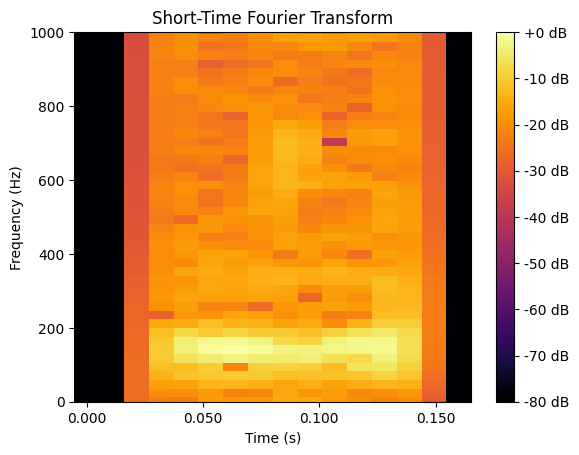 Short-Time Fourier Transform
Frequency (Hz)
1000
800
600
400
200
0
0.000
0.050
0.100
0.150
Time (s)
+0 dB
-10 dB
-20 dB
-30 dB
-40 dB
-50 dB
-60 dB
-70 dB
-80 dB